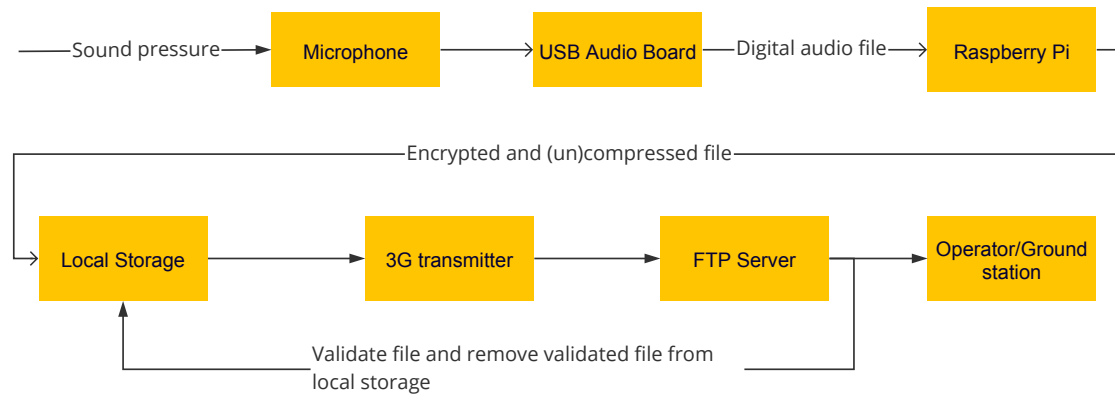 Sound pressure
Microphone
USB Audio Board
Digital audio file
Raspberry Pi
Encrypted and (un)compressed file
Local Storage
3G transmitter
FTP Server
Operator/Ground
station
Validate file and remove validated file from
local storage